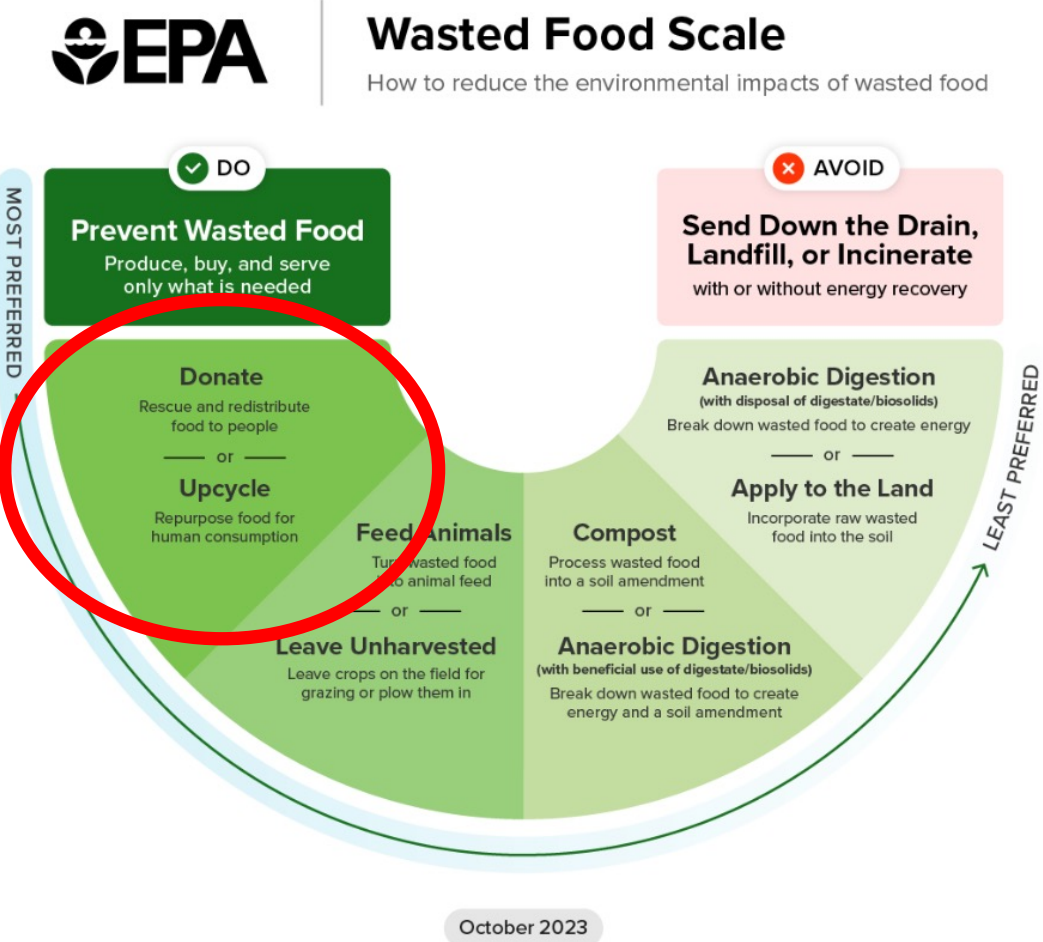 EPA
Wasted Food Scale
How to reduce the environmental impacts of wasted food
DO
Prevent Wasted Food
Produce, buy, and serve
only what is needed
AVOID
Send Down the Drain,
Landfill, or Incinerate
with or without energy recovery
MOST PREFERRED
Donate
Rescue and redistribute
food to people
or
Upcycle
Repurpose food for
human consumption
Feed Animals
Turn wasted food
into animal feed
or
Leave Unharvested
Leave crops on the field for
grazing or plow them in
Compost
Process wasted food
into a soil amendment
or
Anaerobic Digestion
(with beneficial use of digestate/biosolids)
Break down wasted food to create
energy and a soil amendment
Anaerobic Digestion
(with disposal of digestate/biosolids)
Break down wasted food to create energy
or
Apply to the Land
Incorporate raw wasted
food into the soil
LEAST PREFERRED
October 2023